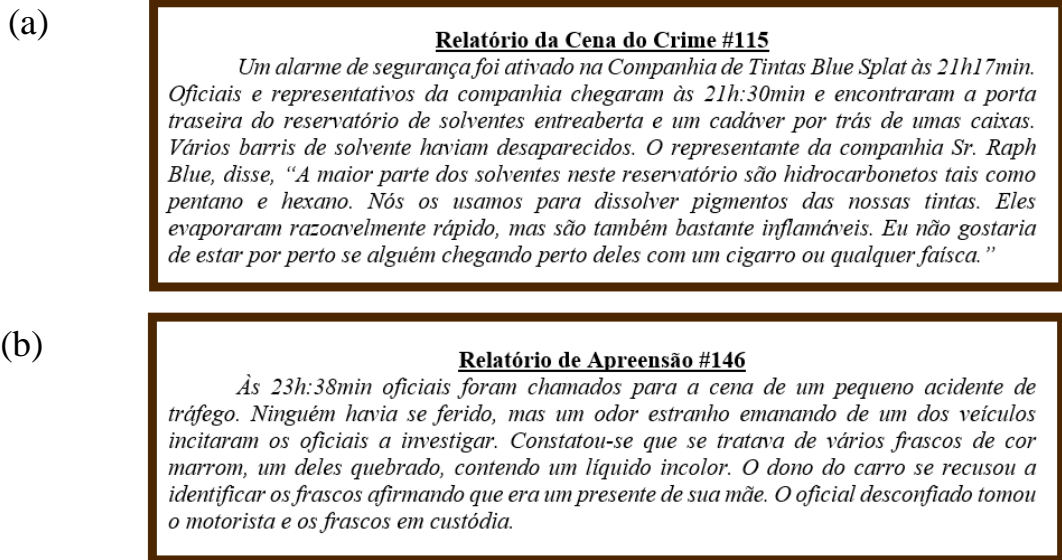 (a)
Relatório da Cena do Crime #115
Um alarme de segurança foi ativado na Companhia de Tintas Blue Splat às 21h17min.
Oficiais e representativos da companhia chegaram às 21h:30min e encontraram a porta
traseira do reservatório de solventes entreaberta e um cadáver por trás de umas caixas.
Vários barris de solvente haviam desaparecidos. O representante da companhia Sr. Raph
Blue, disse, “A maior parte dos solventes neste reservatório são hidrocarbonetos tais como
pentano e hexano. Nós os usamos para dissolver pigmentos das nossas tintas. Eles
evaporaram razoavelmente rápido, mas são também bastante inflamáveis. Eu não gostaria
de estar por perto se alguém chegando perto deles com um cigarro ou qualquer faísca.”
(b)
Relatório de Apreensão #146
Às 23h:38min oficiais foram chamados para a cena de um pequeno acidente de
tráfego. Ninguém havia se ferido, mas um odor estranho emanando de um dos veículos
incitaram os oficiais a investigar. Constatou-se que se tratava de vários frascos de cor
marrom, um deles quebrado, contendo um líquido incolor. O dono do carro se recusou a
identificar os frascos afirmando que era um presente de sua mãe. O oficial desconfiado tomou
o motorista e os frascos em custódia.